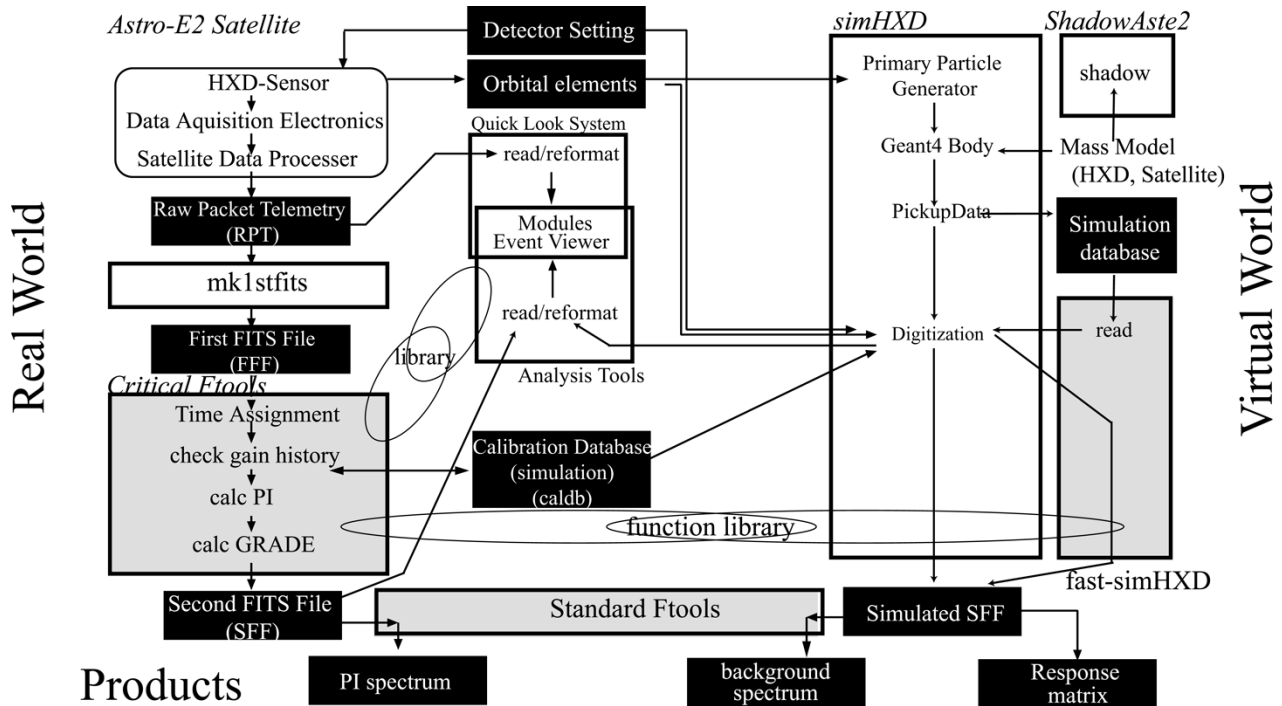 Astro-E2 Satellite
Detector Setting
simHXD
ShadowAste2
HXD-Sensor
Data Aquisition Electronics
Satellite Data Processer
Orbital elements
Primary Particle
Generator
shadow
Quick Look System
read/reformat
Geant4 Body
Mass Model
(HXD, Satellite)
Raw Packet Telemetry
(RPT)
Modules
Event Viewer
PickupData
Simulation
database
mk1stfits
read/reformat
Digitization
read
First FITS File
(FFF)
library
Analysis Tools
Critical Ftools
Time Assignment
check gain history
calc PI
calc GRADE
Calibration Database
(simulation)
(caldb)
function library
fast-simHXD
Second FITS File
(SFF)
Standard Ftools
Simulated SFF
Products
PI spectrum
background
spectrum
Response
matrix
Real World
Virtual World